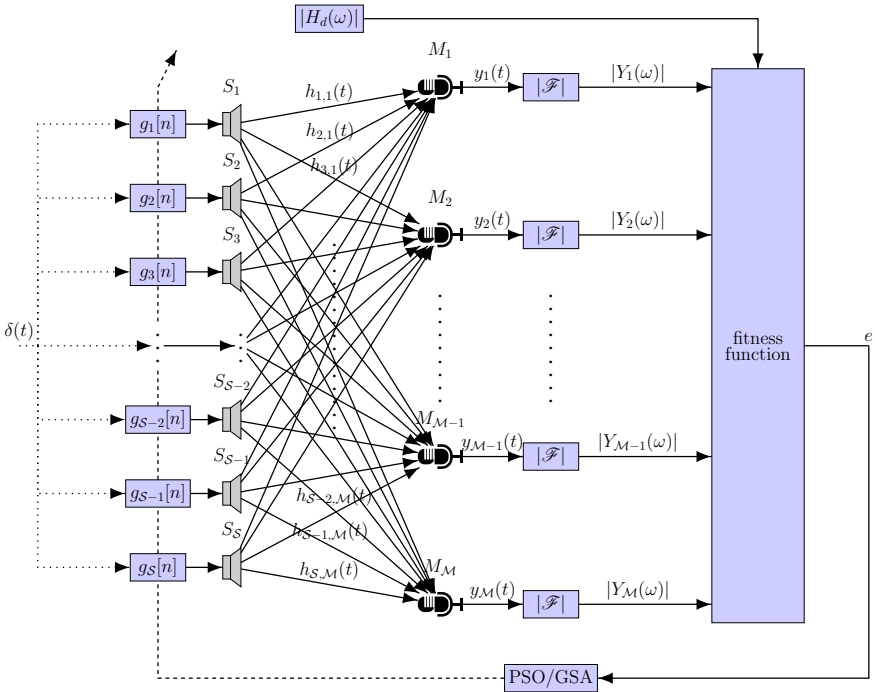 |H_d(ω)|
M_1
S_1
y_1(t)
|Y_1(ω)|
h_{1,1}(t)
|ℱ|
g_1[n]
h_{2,1}(t)
S_2
h_{3,1}(t)
g_2[n]
M_2
y_2(t)
|Y_2(ω)|
S_3
|ℱ|
g_3[n]
δ(t)
fitness
function
e
S_{𝒮−2}
g_{𝒮−2}[n]
M_{ℳ−1}
y_{ℳ−1}(t)
|Y_{ℳ−1}(ω)|
S_{𝒮−1}
|ℱ|
g_{𝒮−1}[n]
h_{𝒮−2,ℳ}(t)
S_𝒮
h_{𝒮−1,ℳ}(t)
g_𝒮[n]
h_{𝒮,ℳ}(t)
M_ℳ
y_ℳ(t)
|Y_ℳ(ω)|
|ℱ|
PSO/GSA